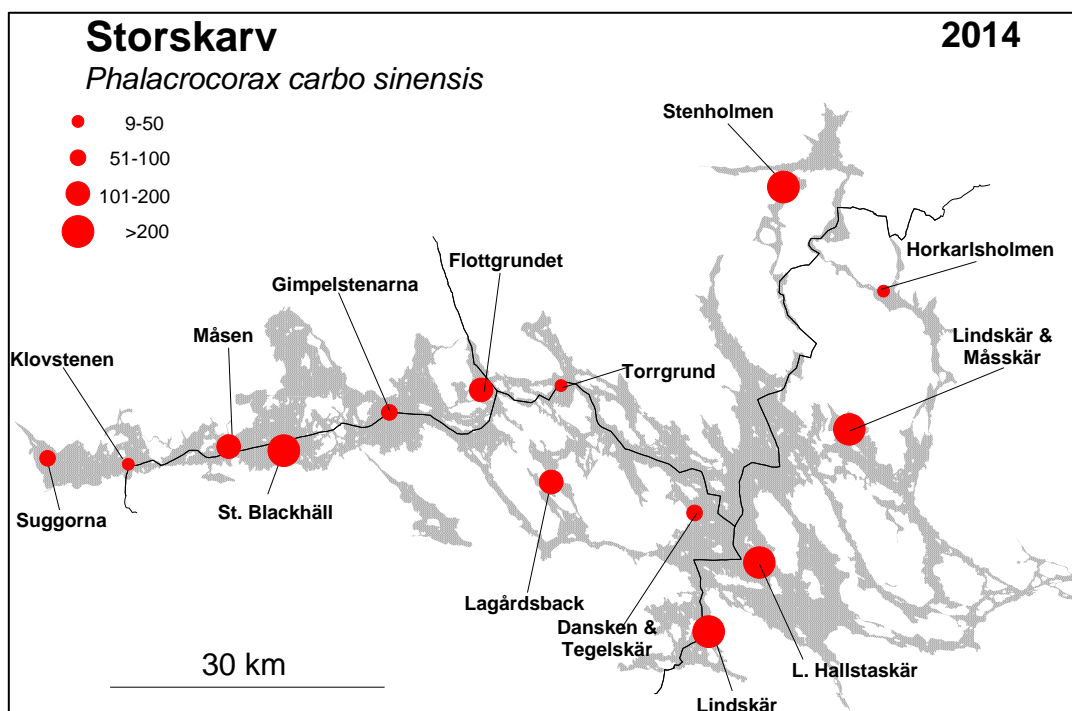 Storskarv
2014
Phalacrocorax carbo sinensis
9-50
51-100
101-200
>200
Stenholmen
Flottgrundet
Horkarlsholmen
Gimpelstenarna
Måsen
Lindskär &
Måsskär
Klovstenen
Torrgrund
Suggorna
St. Blackhäll
Lagårdsback
Dansken &
Tegelskär
30 km
L. Hallstaskär
Lindskär